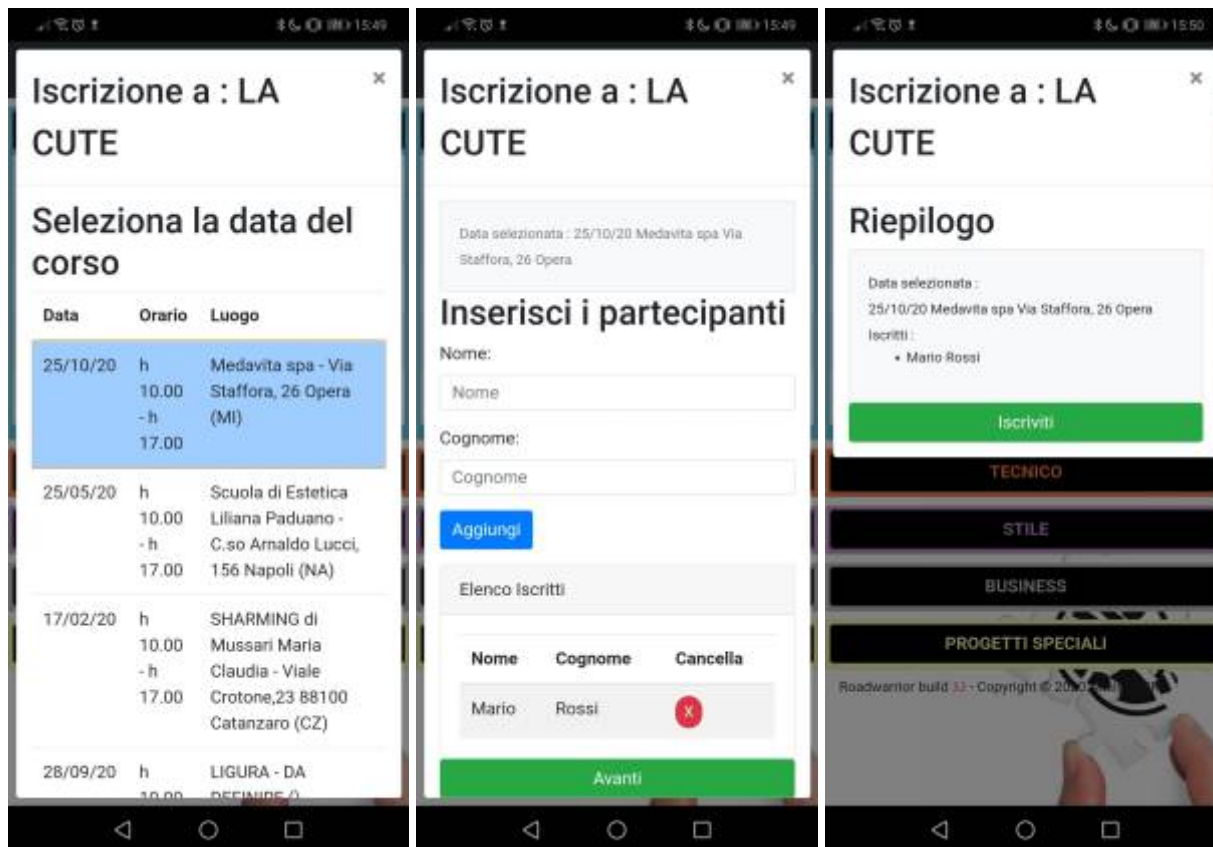 15:49
Iscrizione a : LA
CUTE
×
Seleziona la data del
corso
Data Orario Luogo
25/10/20 h Medavita spa - Via
10.00 Staffora, 26 Opera
- h (MI)
17.00
25/05/20 h Scuola di Estetica
10.00 Liliana Paduano -
- h C.so Arnaldo Lucci,
17.00 156 Napoli (NA)
17/02/20 h SHARMING di
10.00 Mussari Maria
- h Claudia - Viale
17.00 Crotone,23 88100
Catanzaro (CZ)
28/09/20 h LIGURA - DA
10.00 DEFINIRE ()
15:49
Iscrizione a : LA
CUTE
×
Data selezionata : 25/10/20 Medavita spa Via
Staffora, 26 Opera
Inserisci i partecipanti
Nome:
Nome
Cognome:
Cognome
Aggiungi
Elenco Iscritti
Nome Cognome Cancella
Mario Rossi X
Avanti
15:50
Iscrizione a : LA
CUTE
×
Riepilogo
Data selezionata :
25/10/20 Medavita spa Via Staffora, 26 Opera
Iscritti :
• Mario Rossi
Iscriviti
TECNICO
STILE
BUSINESS
PROGETTI SPECIALI
Roadwarrior build - Copyright ©